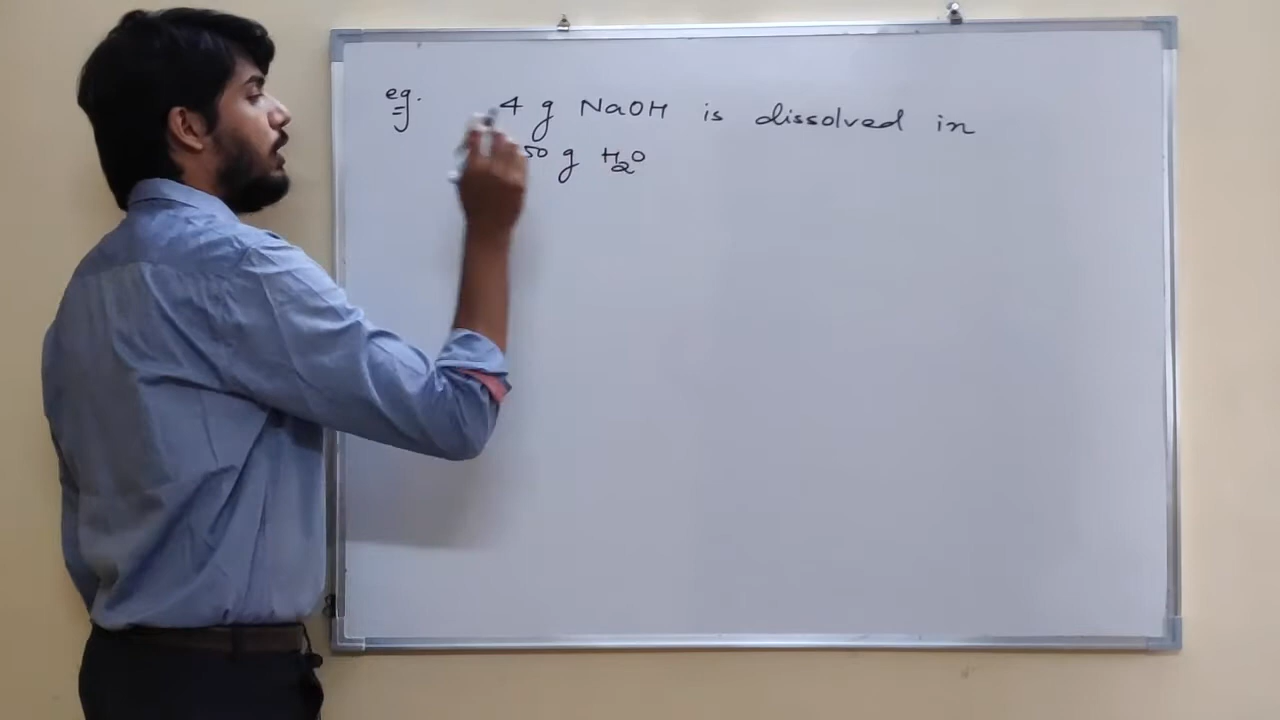 eg. 4 g NaOH is dissolved in
g H₂O